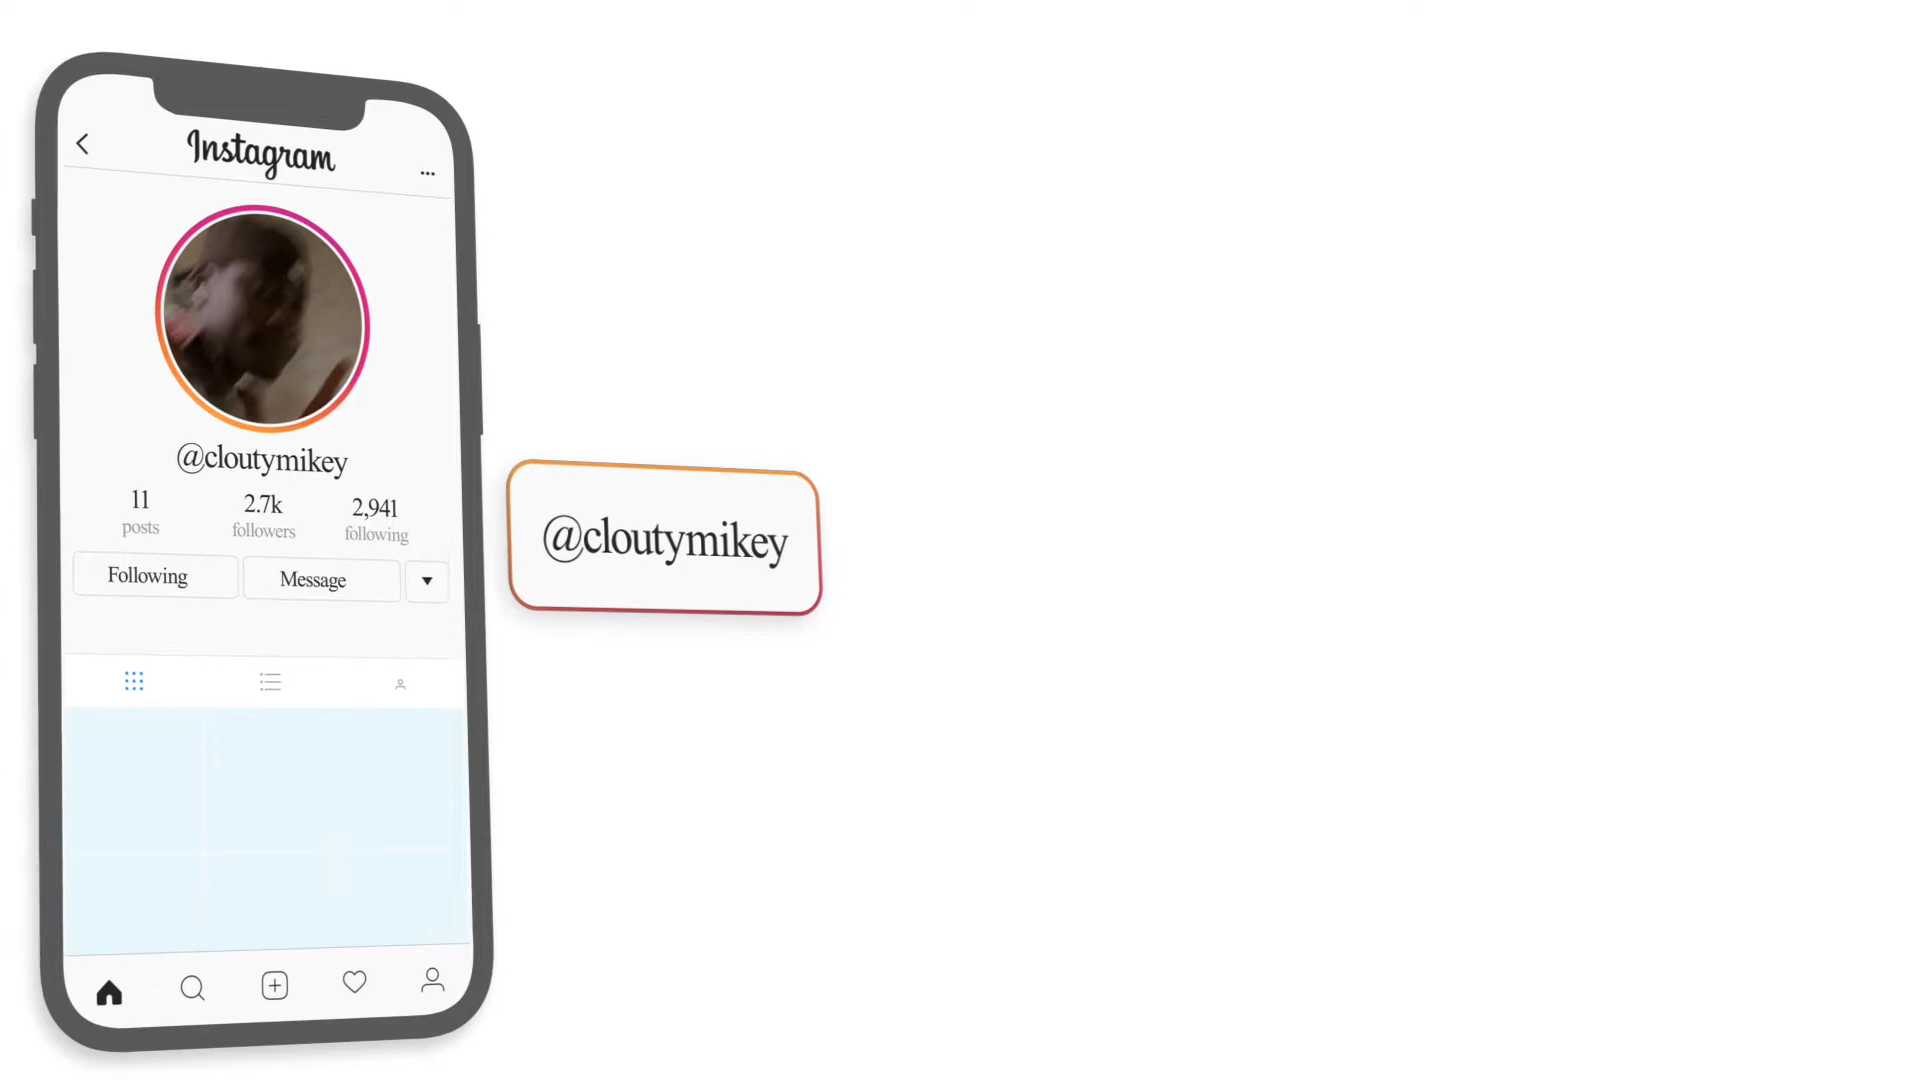 Instagram
@cloutymikey
11 2.7k 2,941
posts followers following
Following Message
@cloutymikey